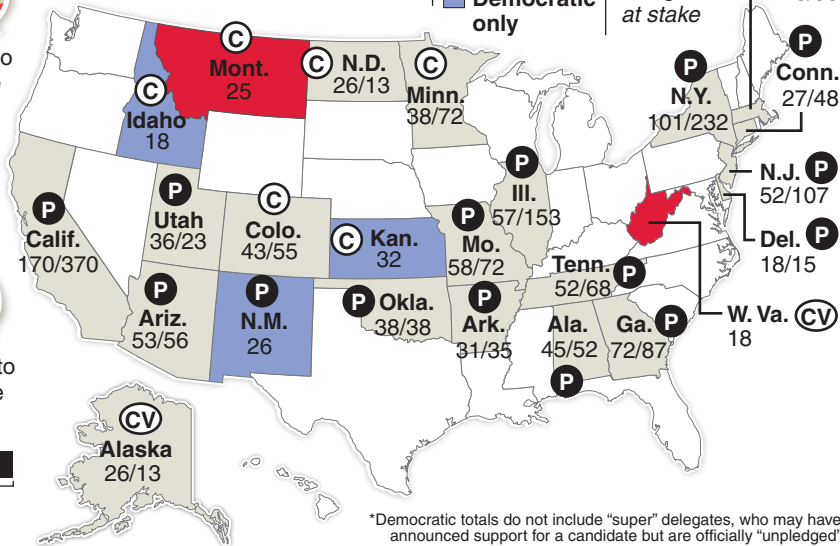 Democratic
only
at stake
C
Mont.
25
C
Idaho
18
C
N.D.
26/13
C
Minn.
38/72
P
N.Y.
101/232
P
Conn.
27/48
P
Calif.
170/370
P
Utah
36/23
C
Colo.
43/55
C
Kan.
32
P
Mo.
58/72
P
Ill.
57/153
N.J. P
52/107
Del. P
18/15
P
Ariz.
53/56
P
N.M.
26
P
Okla.
38/38
P
Ark.
31/35
Tenn. P
52/68
Ala.
45/52
P
Ga. P
72/87
W. Va. CV
18
CV
Alaska
26/13
to
*Democratic totals do not include “super” delegates, who may have
announced support for a candidate but are officially “unpledged”